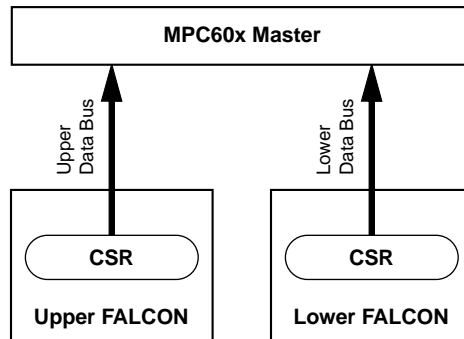 MPC60x Master
Upper
Data Bus
Lower
Data Bus
CSR
CSR
Upper FALCON
Lower FALCON